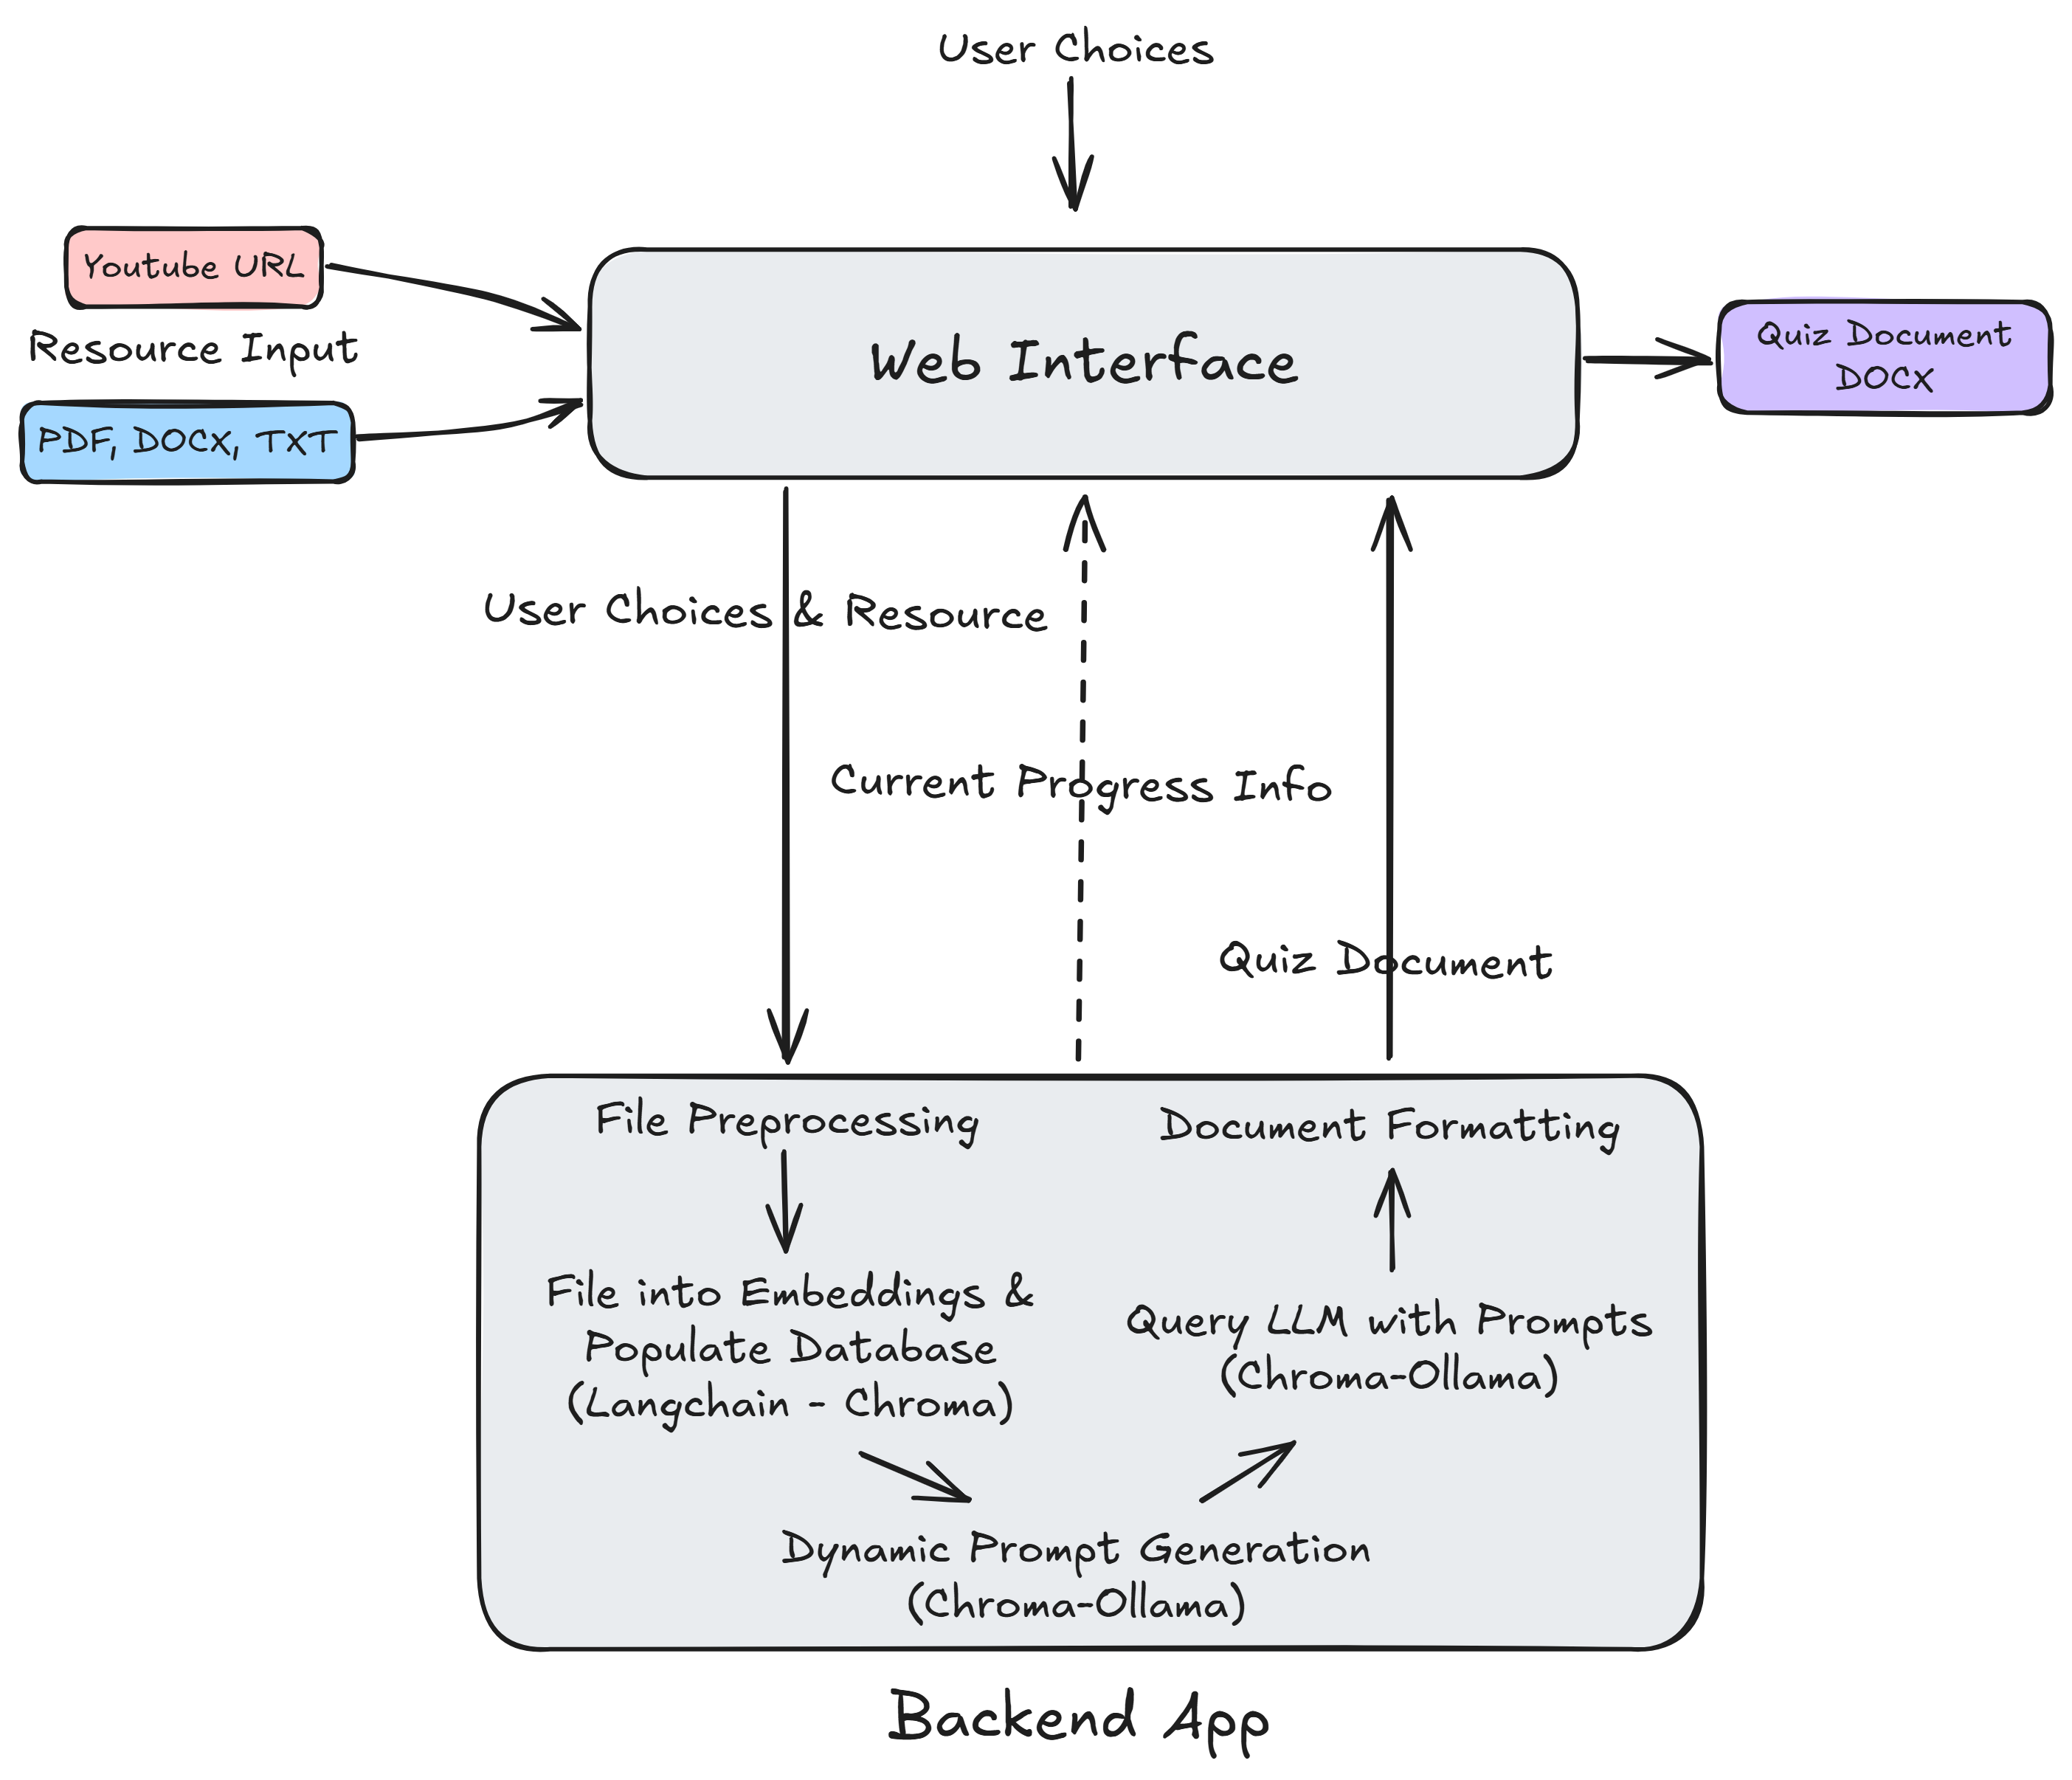 User Choices
Youtube URL
Resource Input
PDF, DOCX, TXT
Web Interface
Quiz Document
DOCX
User Choices & Resource
Current Progress Info
Quiz Document
File Preprocessing
File into Embeddings &
Populate Database
(Langchain - Chroma)
Dynamic Prompt Generation
(Chroma-Ollama)
Query LLM with Prompts
(Chroma-Ollama)
Document Formatting
Backend App